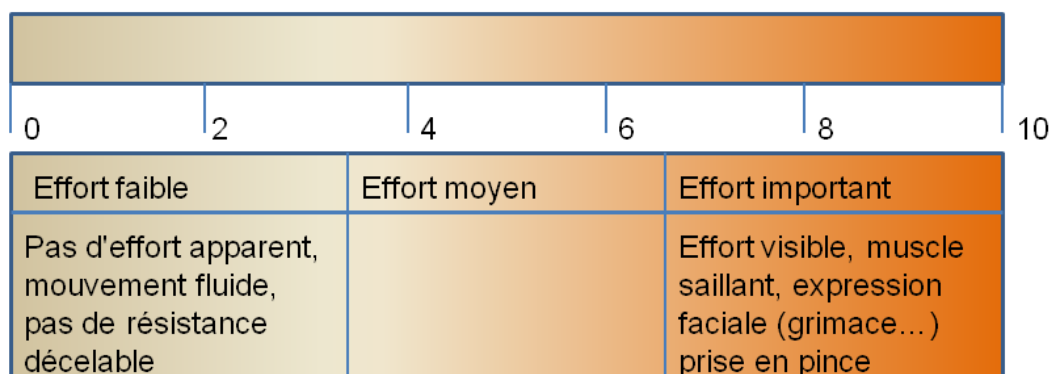 0 2 4 6 8 10
Effort faible
Effort moyen
Effort important
Pas d'effort apparent,
mouvement fluide,
pas de résistance
décelable
Effort visible, muscle
saillant, expression
faciale (grimace…)
prise en pince